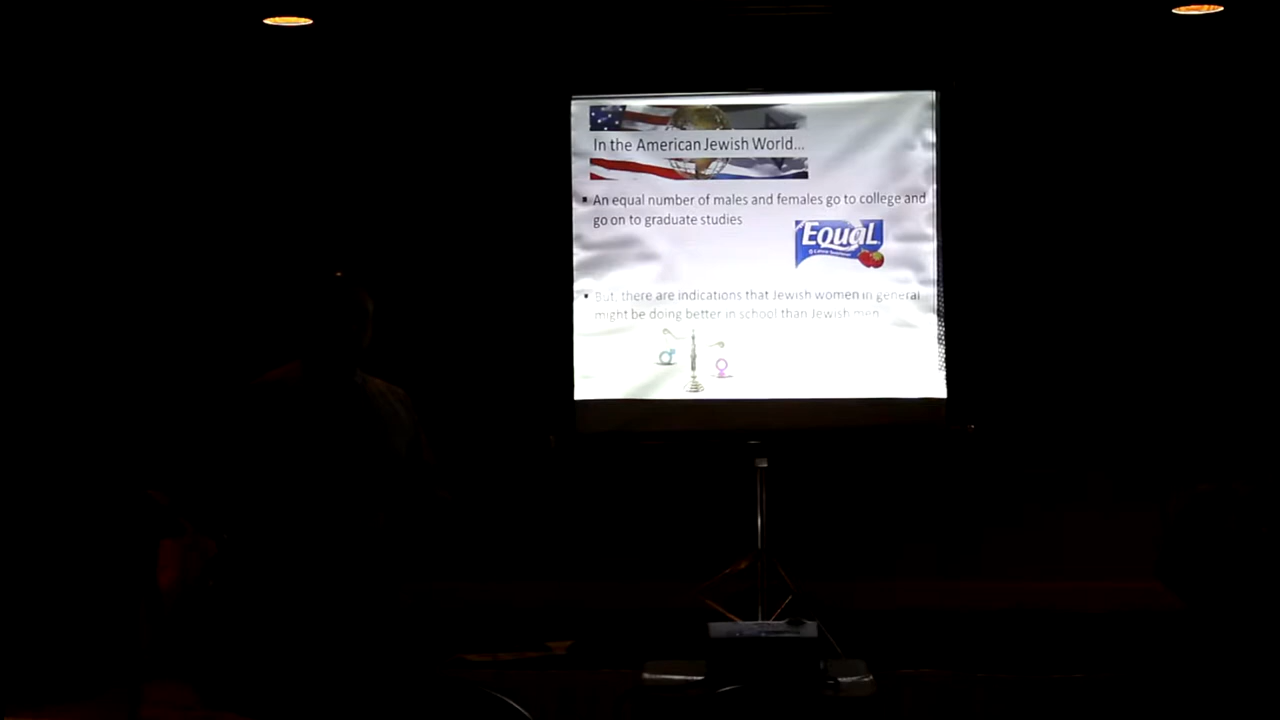 In the American Jewish World...
▪ An equal number of males and females go to college and
go on to graduate studies
EQuaL
▪ But, there are indications that Jewish women in general
might be doing better in school than Jewish men